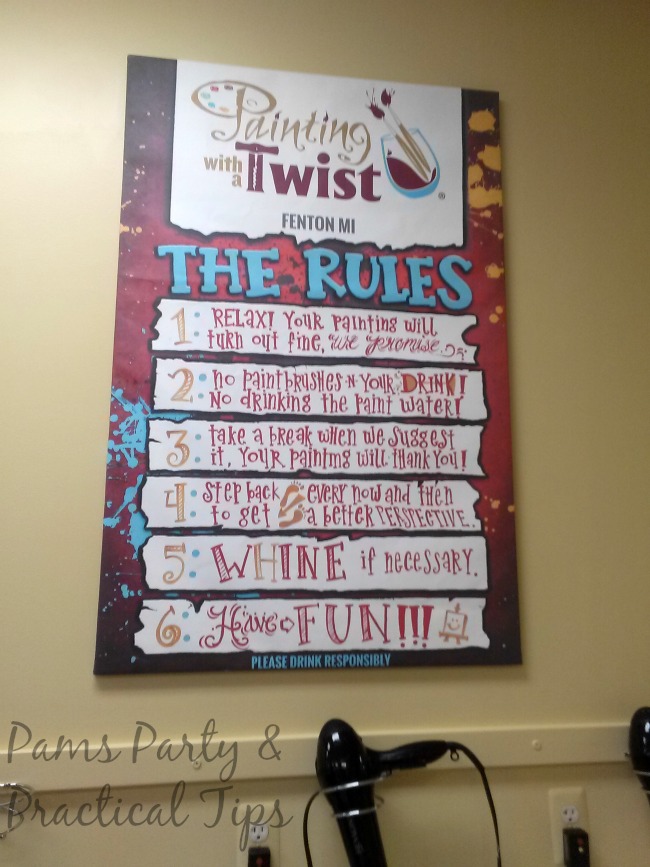 Painting
with a
Twist
®
FENTON MI
THE RULES
1: RELAX! YOUR painting will
turn out fine, we promise.
2: no paintbrushes N YOUR DRINK!
NO drinking the paint water!
3: take a break when we suggest
it, YOUR painting will thank YOU!
4: step back every now and then
to get a better PERSPECTIVE.
5: WHINE if necessary.
6: Have FUN!!!
PLEASE DRINK RESPONSIBLY
Pams Party &
Practical Tips